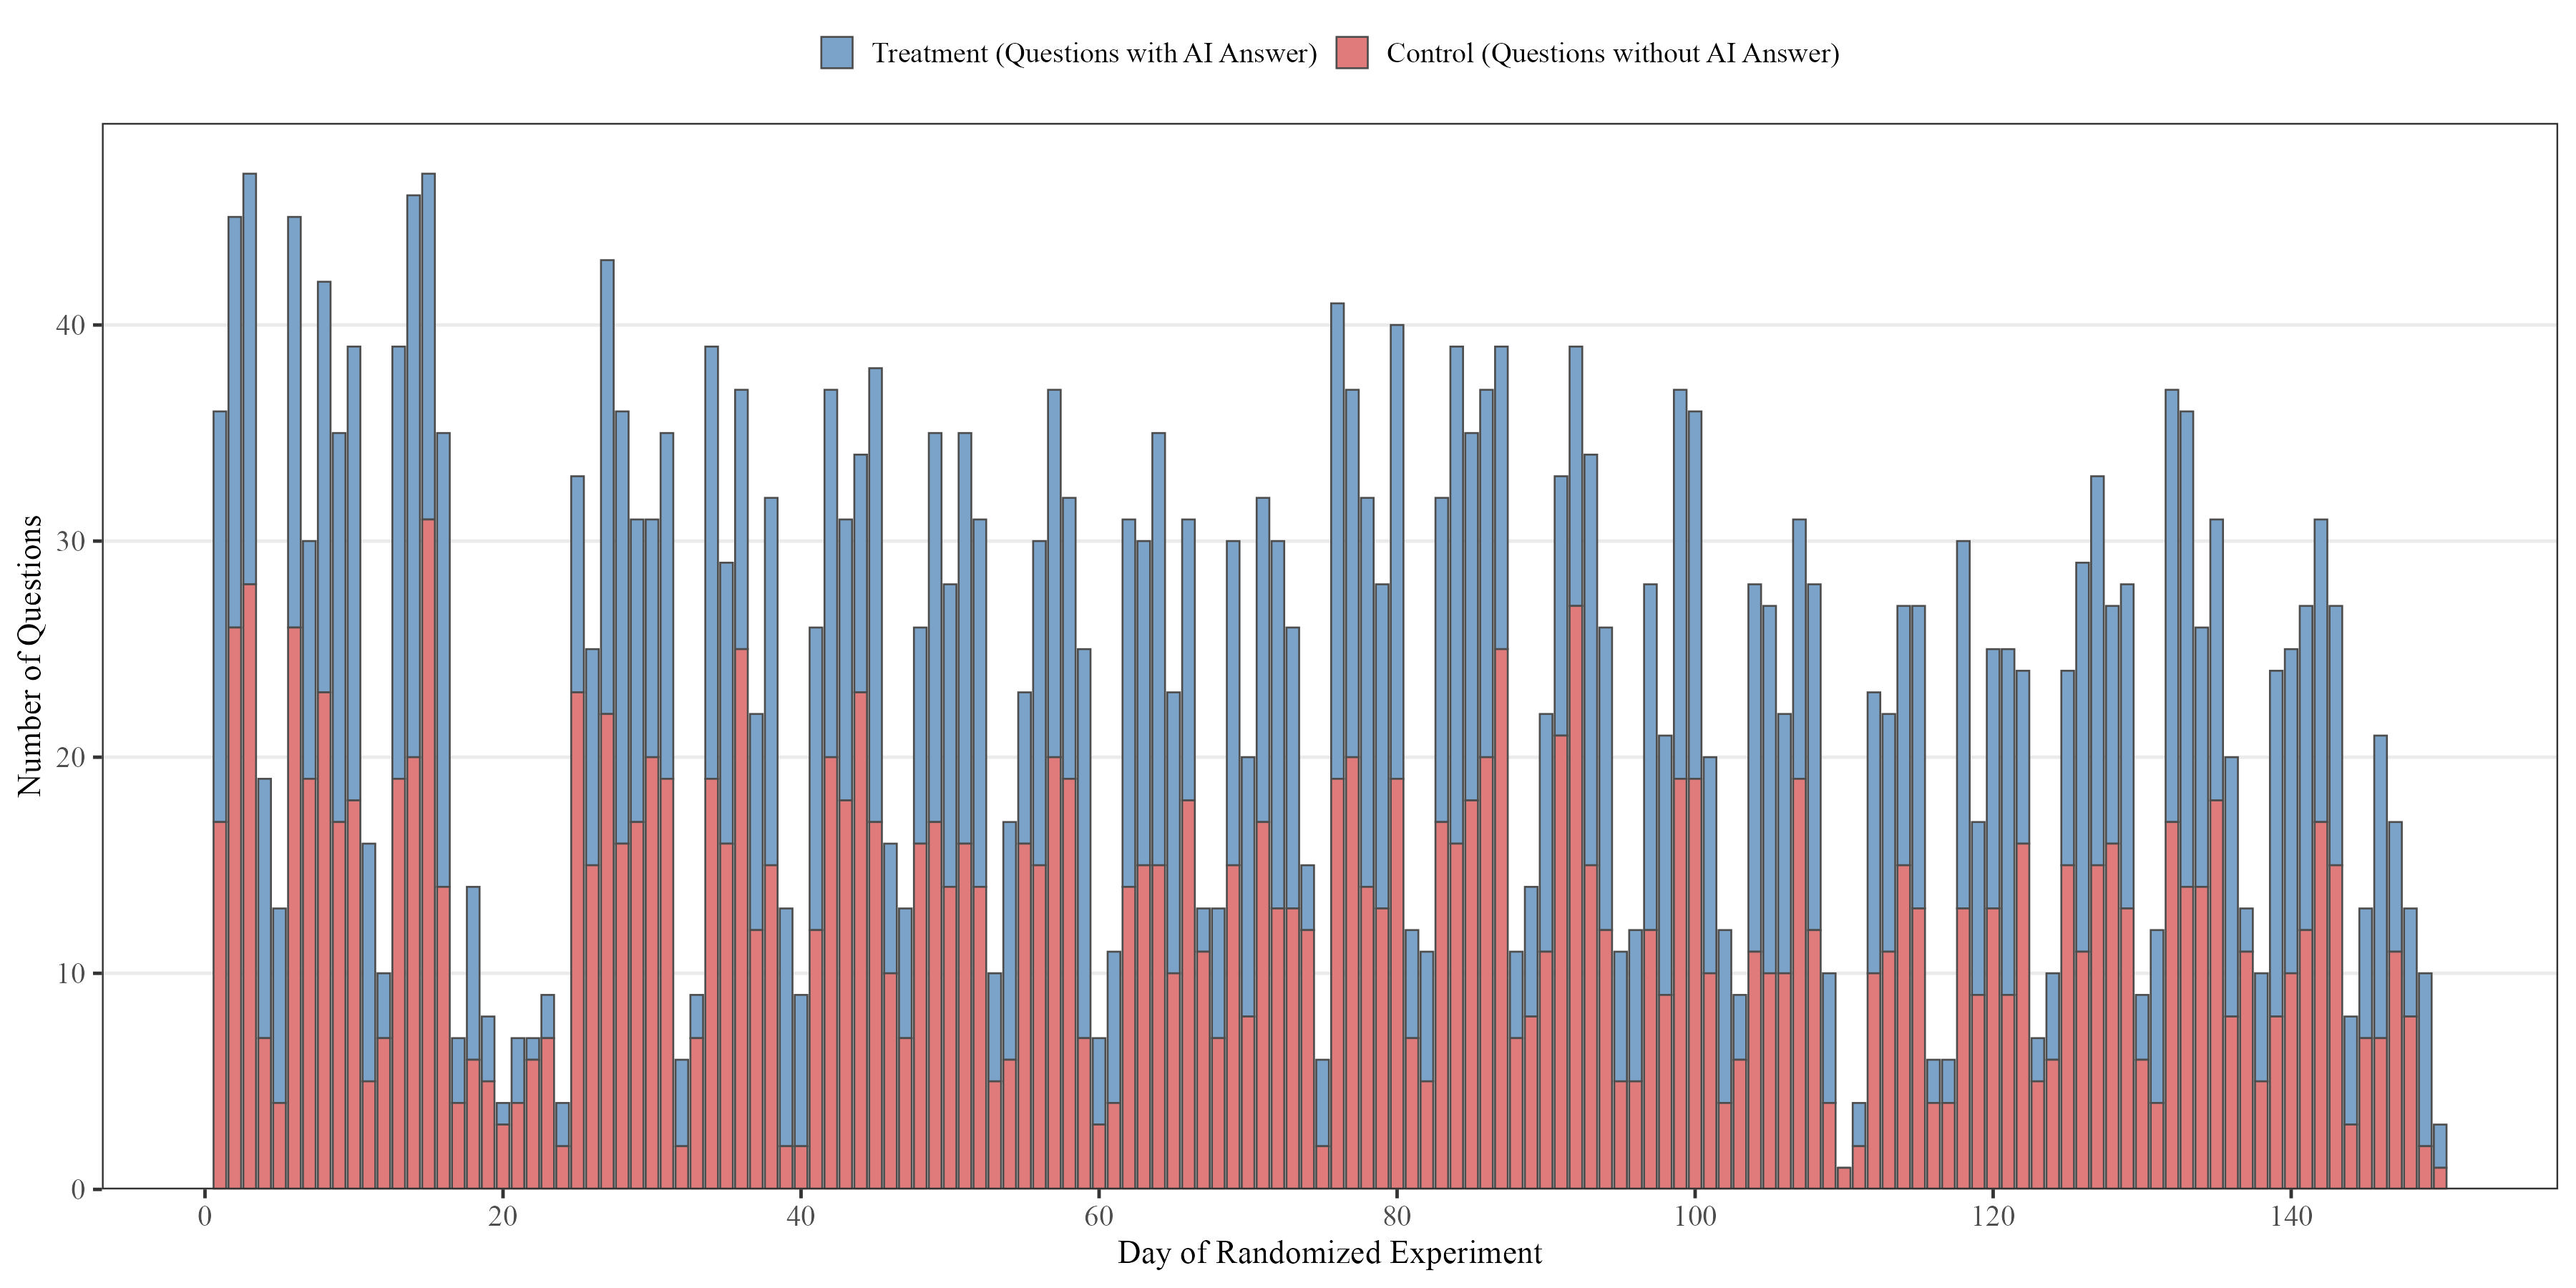 Treatment (Questions with AI Answer) Control (Questions without AI Answer)
Number of Questions
40
30
20
10
0
0 20 40 60 80 100 120 140
Day of Randomized Experiment